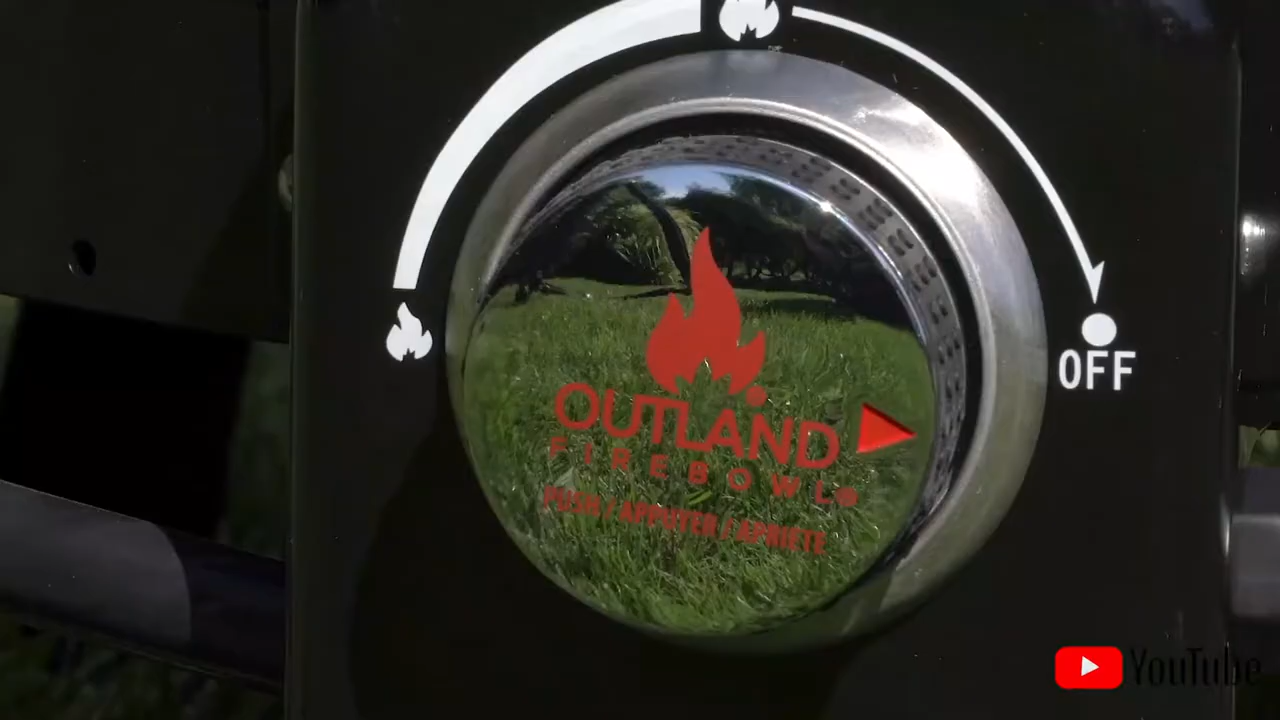 OFF
OUTLAND
FIREBOWL®
PUSH / APPUYER / APRIETE
YouTube